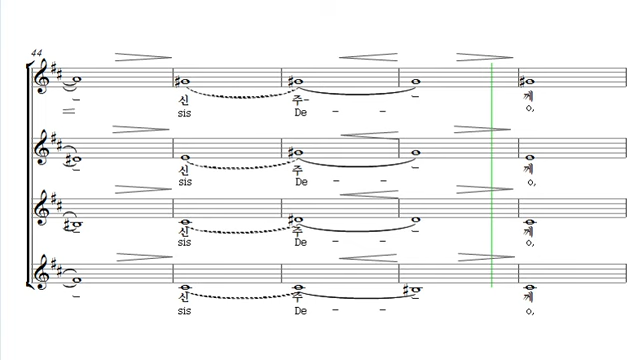 44
- 신 주- - 께
= sis De - - o,
- 신 주 - 께
sis De - - o,
- 신 주 - 께
sis De - - o,
- 신 주 - 께
sis De - - o,